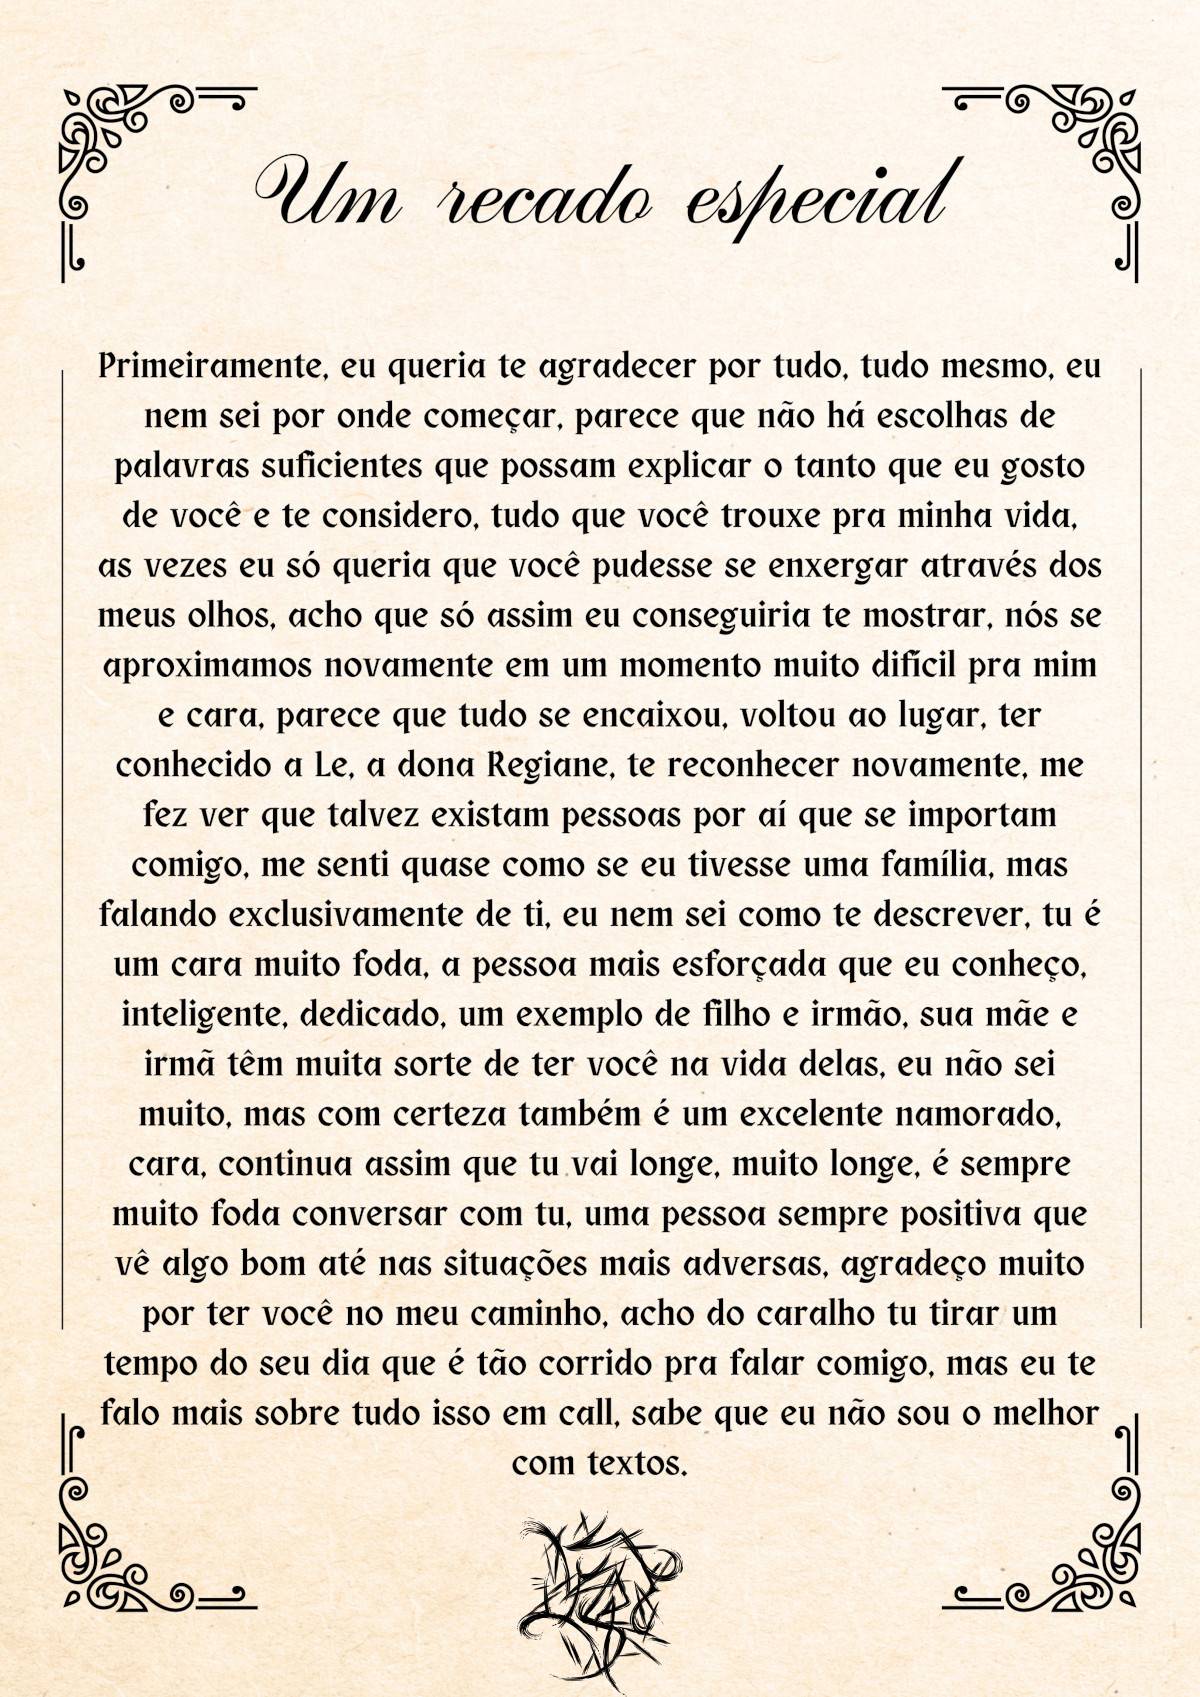 Um recado especial
Primeiramente, eu queria te agradecer por tudo, tudo mesmo, eu
nem sei por onde começar, parece que não há escolhas de
palavras suficientes que possam explicar o tanto que eu gosto
de você e te considero, tudo que você trouxe pra minha vida,
as vezes eu só queria que você pudesse se enxergar através dos
meus olhos, acho que só assim eu conseguiria te mostrar, nós se
aproximamos novamente em um momento muito difícil pra mim
e cara, parece que tudo se encaixou, voltou ao lugar, ter
conhecido a Le, a dona Regiane, te reconhecer novamente, me
fez ver que talvez existam pessoas por aí que se importam
comigo, me senti quase como se eu tivesse uma família, mas
falando exclusivamente de ti, eu nem sei como te descrever, tu é
um cara muito foda, a pessoa mais esforçada que eu conheço,
inteligente, dedicado, um exemplo de filho e irmão, sua mãe e
irmã têm muita sorte de ter você na vida delas, eu não sei
muito, mas com certeza também é um excelente namorado,
cara, continua assim que tu vai longe, muito longe, é sempre
muito foda conversar com tu, uma pessoa sempre positiva que
vê algo bom até nas situações mais adversas, agradeço muito
por ter você no meu caminho, acho do caralho tu tirar um
tempo do seu dia que é tão corrido pra falar comigo, mas eu te
falo mais sobre tudo isso em call, sabe que eu não sou o melhor
com textos.